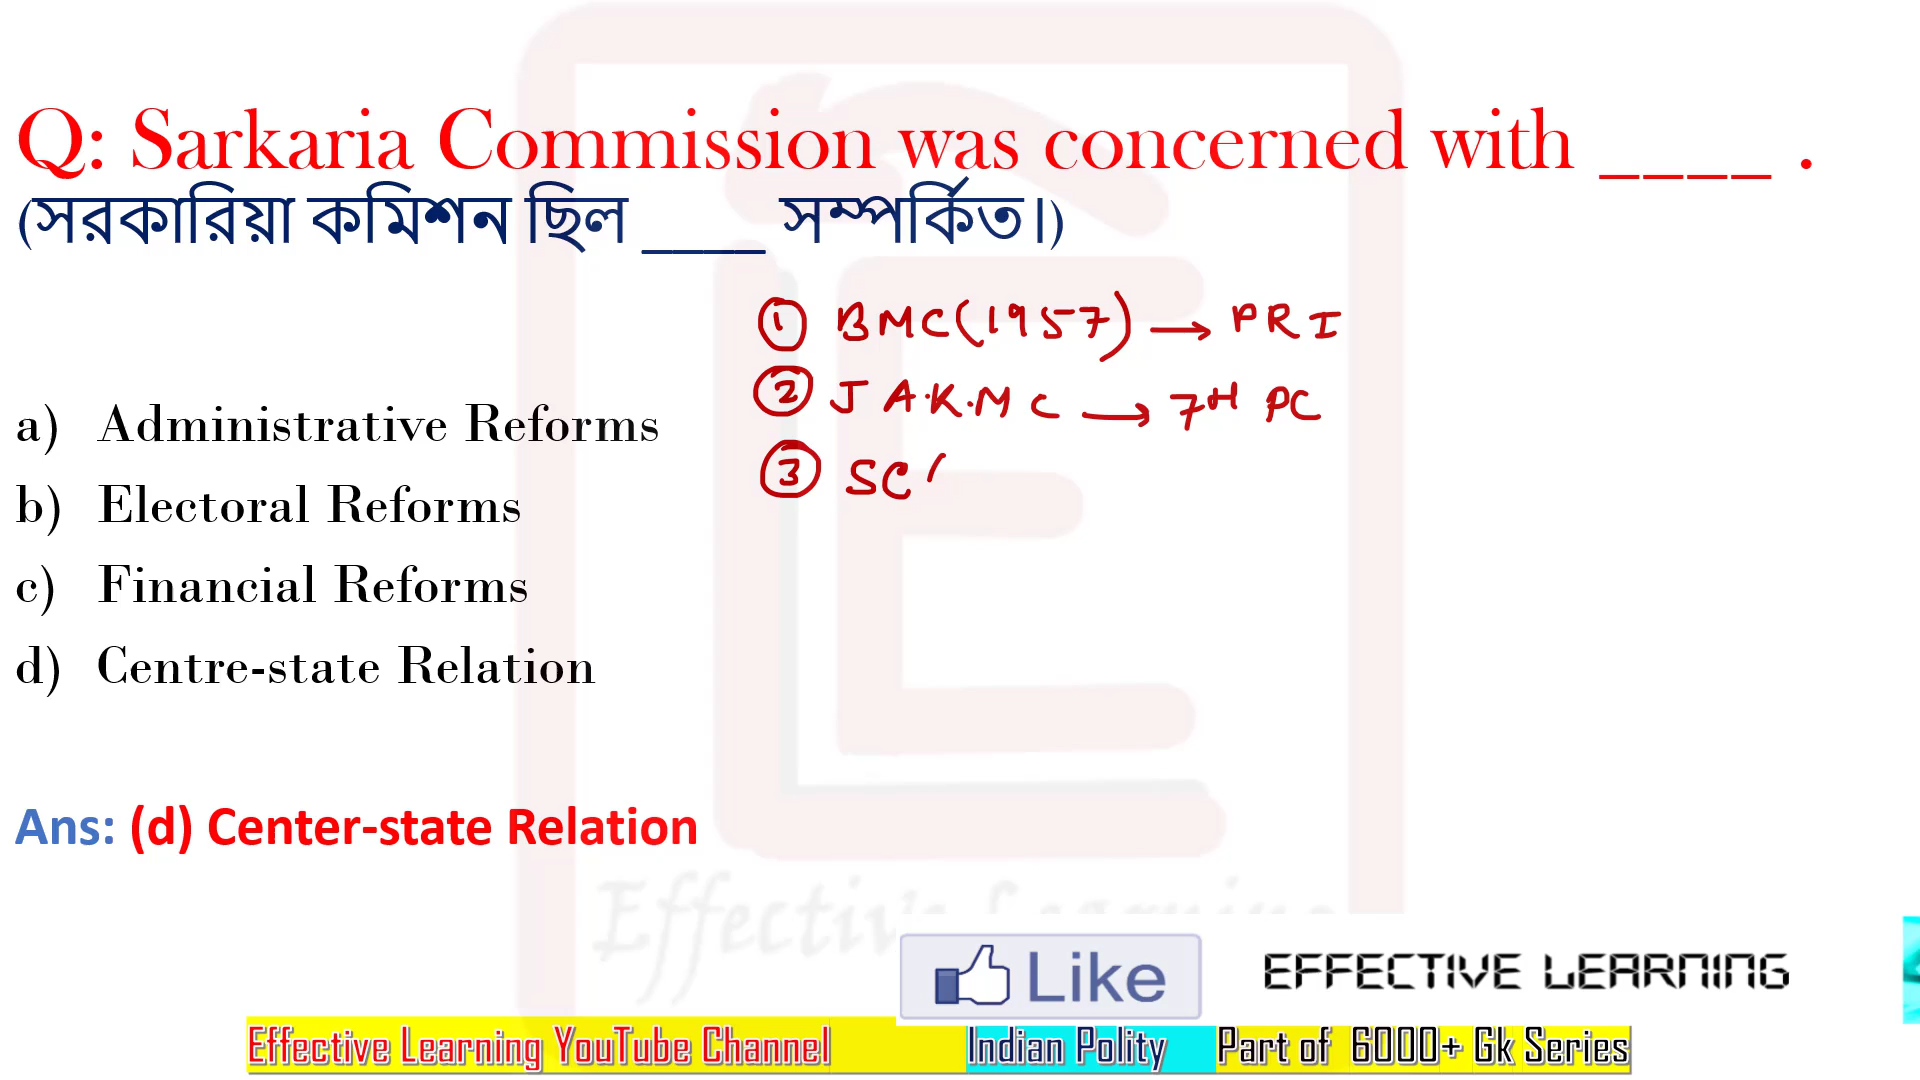 Q: Sarkaria Commission was concerned with ____ .
(সরকারিয়া কমিশন ছিল ____ সম্পর্কিত।)
① BMC(1957) → PRI
② J A.K.M C → 7TH PC
③ SC (
a) Administrative Reforms
b) Electoral Reforms
c) Financial Reforms
d) Centre-state Relation
Ans: (d) Center-state Relation
Effective Learning
Like
EFFECTIVE LEARNING
Effective Learning YouTube Channel Indian Polity Part of 6000+ Gk Series